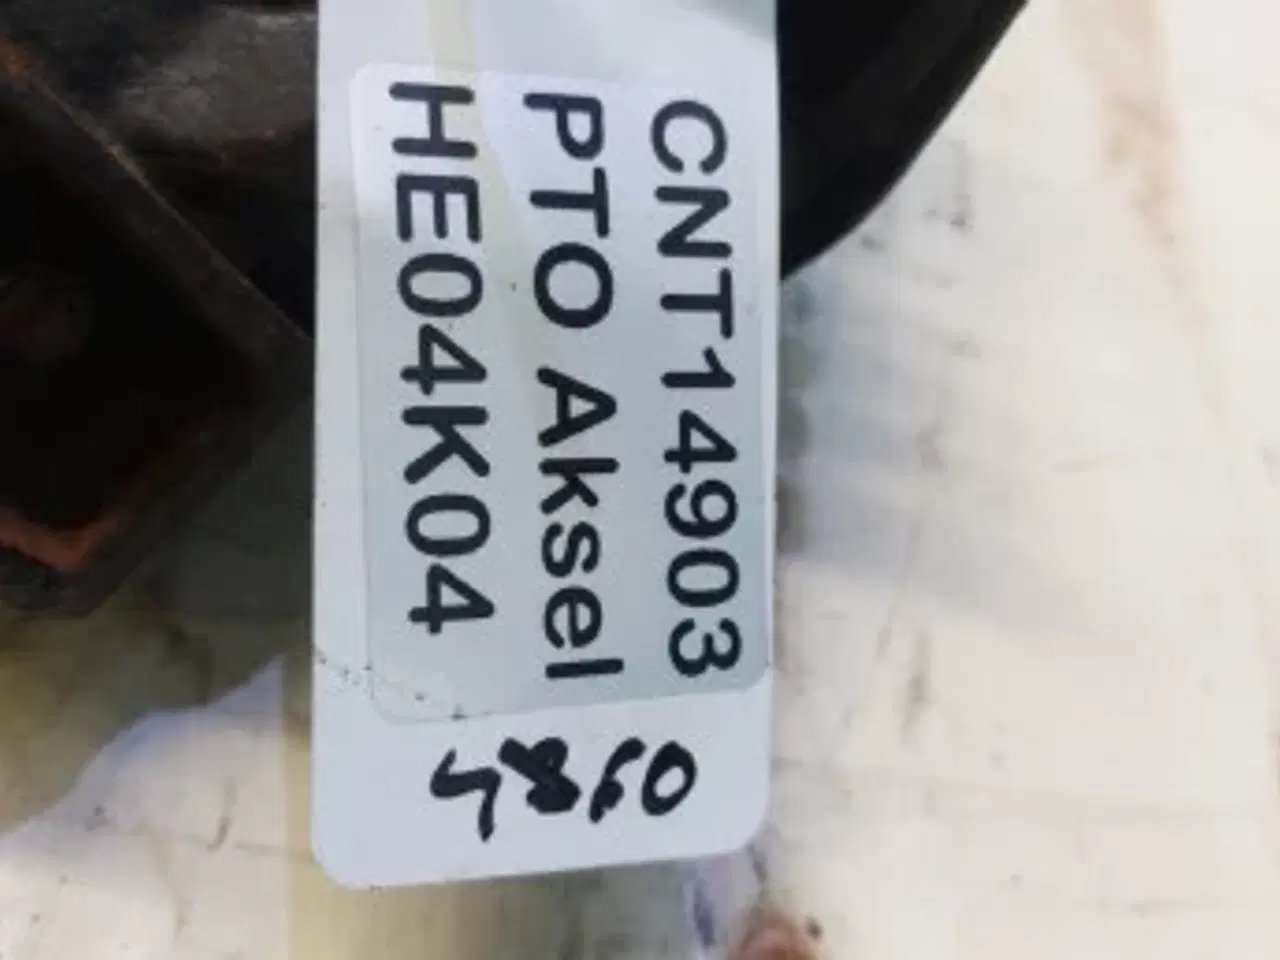 CNT14903
PTO Aksel
HE04K04